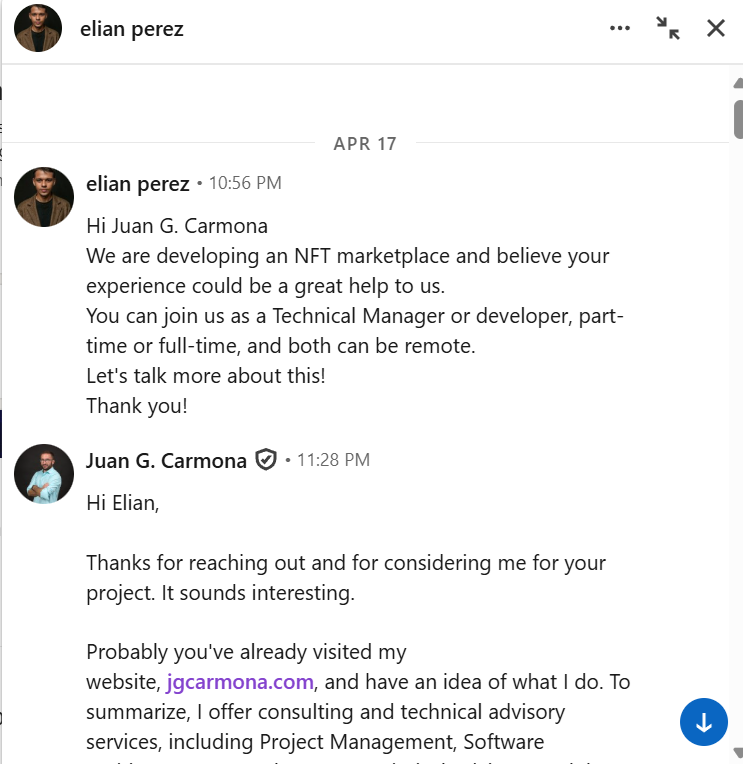 elian perez
APR 17
elian perez • 10:56 PM
Hi Juan G. Carmona
We are developing an NFT marketplace and believe your
experience could be a great help to us.
You can join us as a Technical Manager or developer, part-
time or full-time, and both can be remote.
Let's talk more about this!
Thank you!
Juan G. Carmona • 11:28 PM
Hi Elian,
Thanks for reaching out and for considering me for your
project. It sounds interesting.
Probably you've already visited my
website, jgcarmona.com, and have an idea of what I do. To
summarize, I offer consulting and technical advisory
services, including Project Management, Software